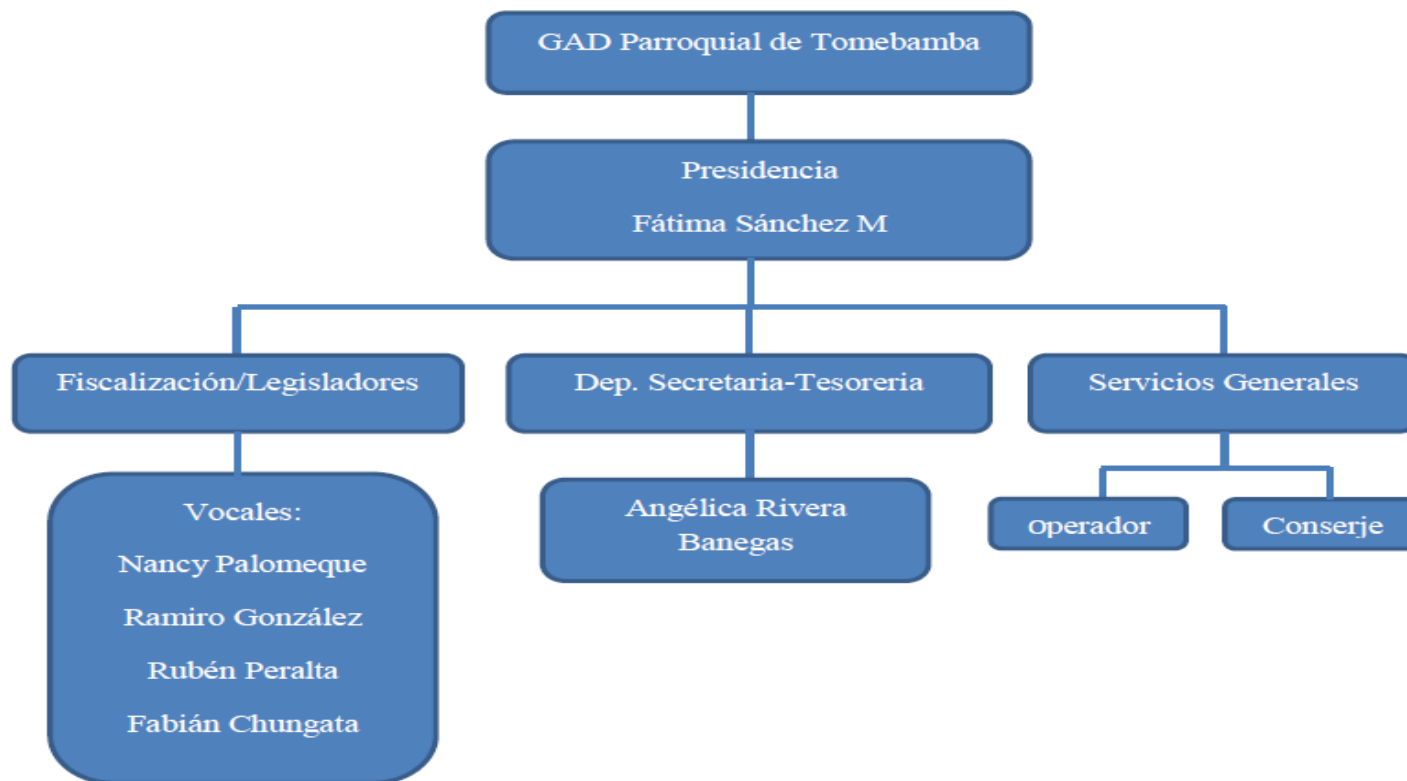 GAD Parroquial de Tomebamba
Presidencia
Fátima Sánchez M
Fiscalización/Legisladores
Dep. Secretaria-Tesoreria
Servicios Generales
Vocales:
Nancy Palomeque
Ramiro González
Rubén Peralta
Fabián Chungata
Angélica Rivera
Banegas
operador
Conserje